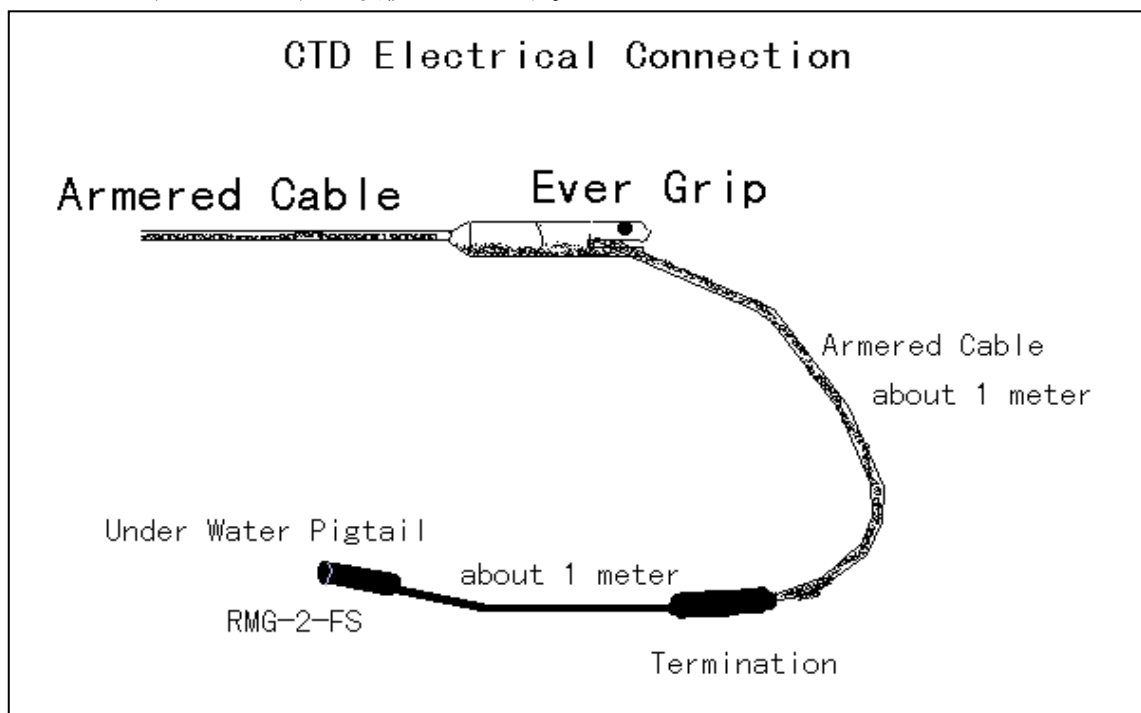 CTD Electrical Connection
Armered Cable
Ever Grip
Armered Cable
about 1 meter
Under Water Pigtail
about 1 meter
RMG-2-FS
Termination